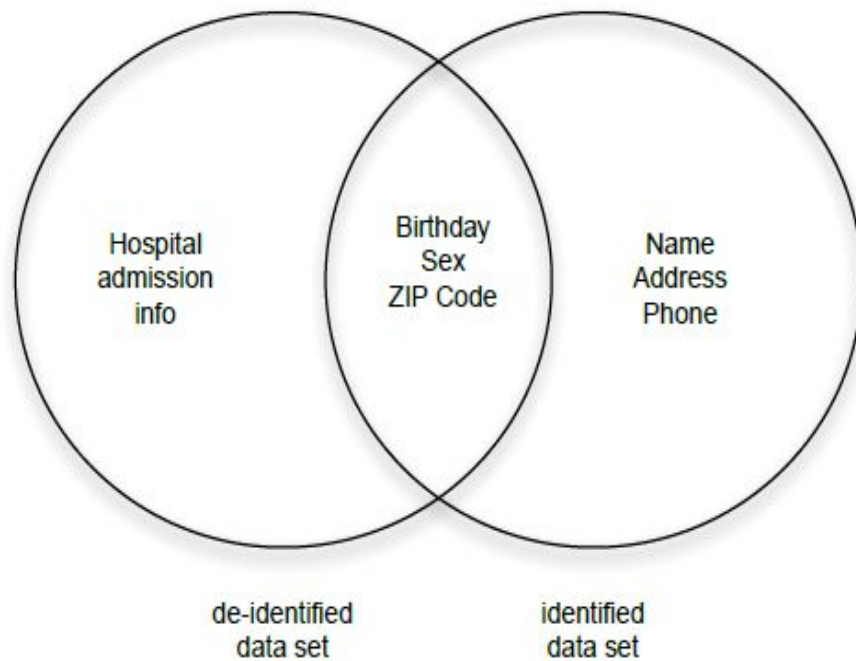 Hospital
admission
info
Birthday
Sex
ZIP Code
Name
Address
Phone
de-identified
data set
identified
data set